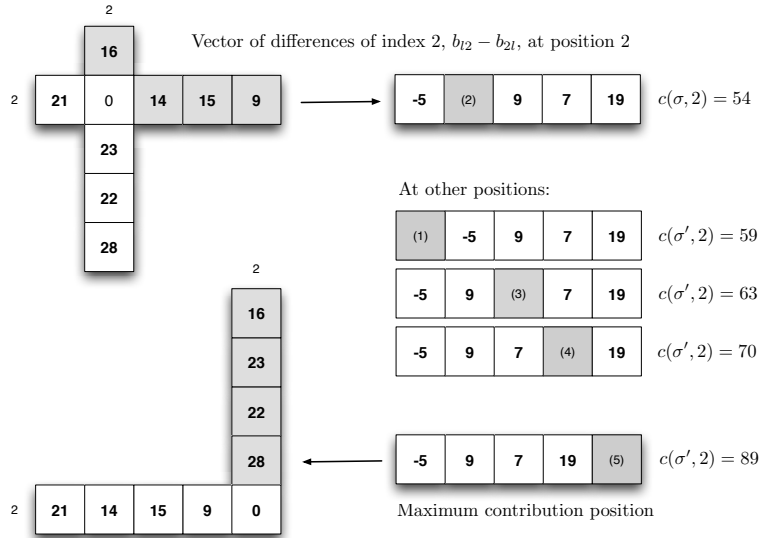 2
Vector of differences of index 2, b_{l2} − b_{2l}, at position 2
16
2 21 0 14 15 9
-5 (2) 9 7 19 c(σ, 2) = 54
23
22
28
At other positions:
(1) -5 9 7 19 c(σ′, 2) = 59
-5 9 (3) 7 19 c(σ′, 2) = 63
-5 9 7 (4) 19 c(σ′, 2) = 70
2
16
23
22
28
-5 9 7 19 (5) c(σ′, 2) = 89
2 21 14 15 9 0
Maximum contribution position